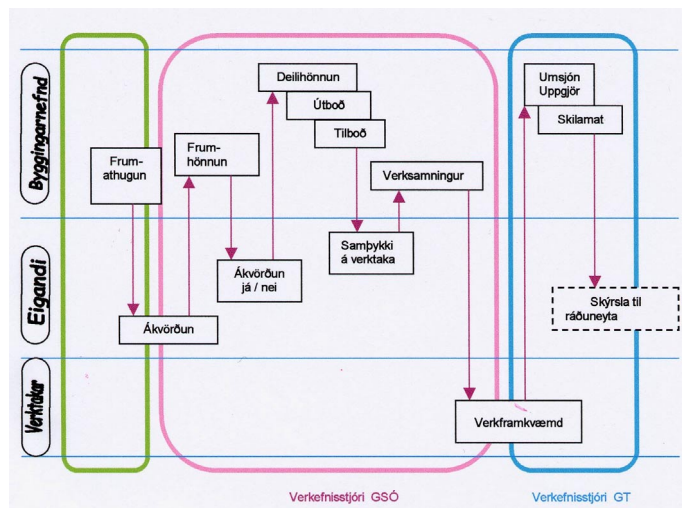 Byggingarnefnd
Eigandi
Verktakar
Frum-
athugun
Ákvörðun
Frum-
hönnun
Ákvörðun
já / nei
Deilihönnun
Útboð
Tilboð
Samþykki
á verktaka
Verksamningur
Verkframkvæmd
Umsjón
Uppgjör
Skilamat
Skýrsla til
ráðuneyta
Verkefnisstjóri GSÓ
Verkefnisstjóri GT